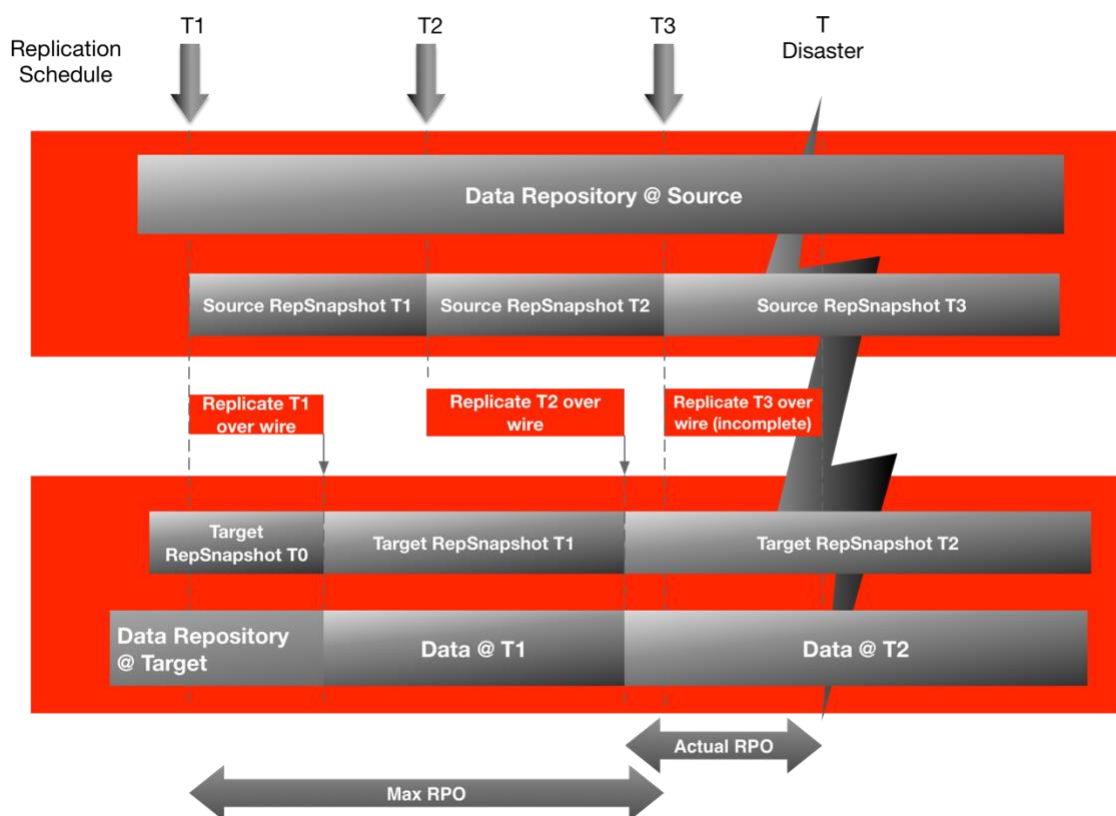 T1
T2
T3
T
Disaster
Replication
Schedule
Data Repository @ Source
Source RepSnapshot T1
Source RepSnapshot T2
Source RepSnapshot T3
Replicate T1
over wire
Replicate T2 over
wire
Replicate T3 over
wire (incomplete)
Target
RepSnapshot T0
Target RepSnapshot T1
Target RepSnapshot T2
Data Repository
@ Target
Data @ T1
Data @ T2
Actual RPO
Max RPO